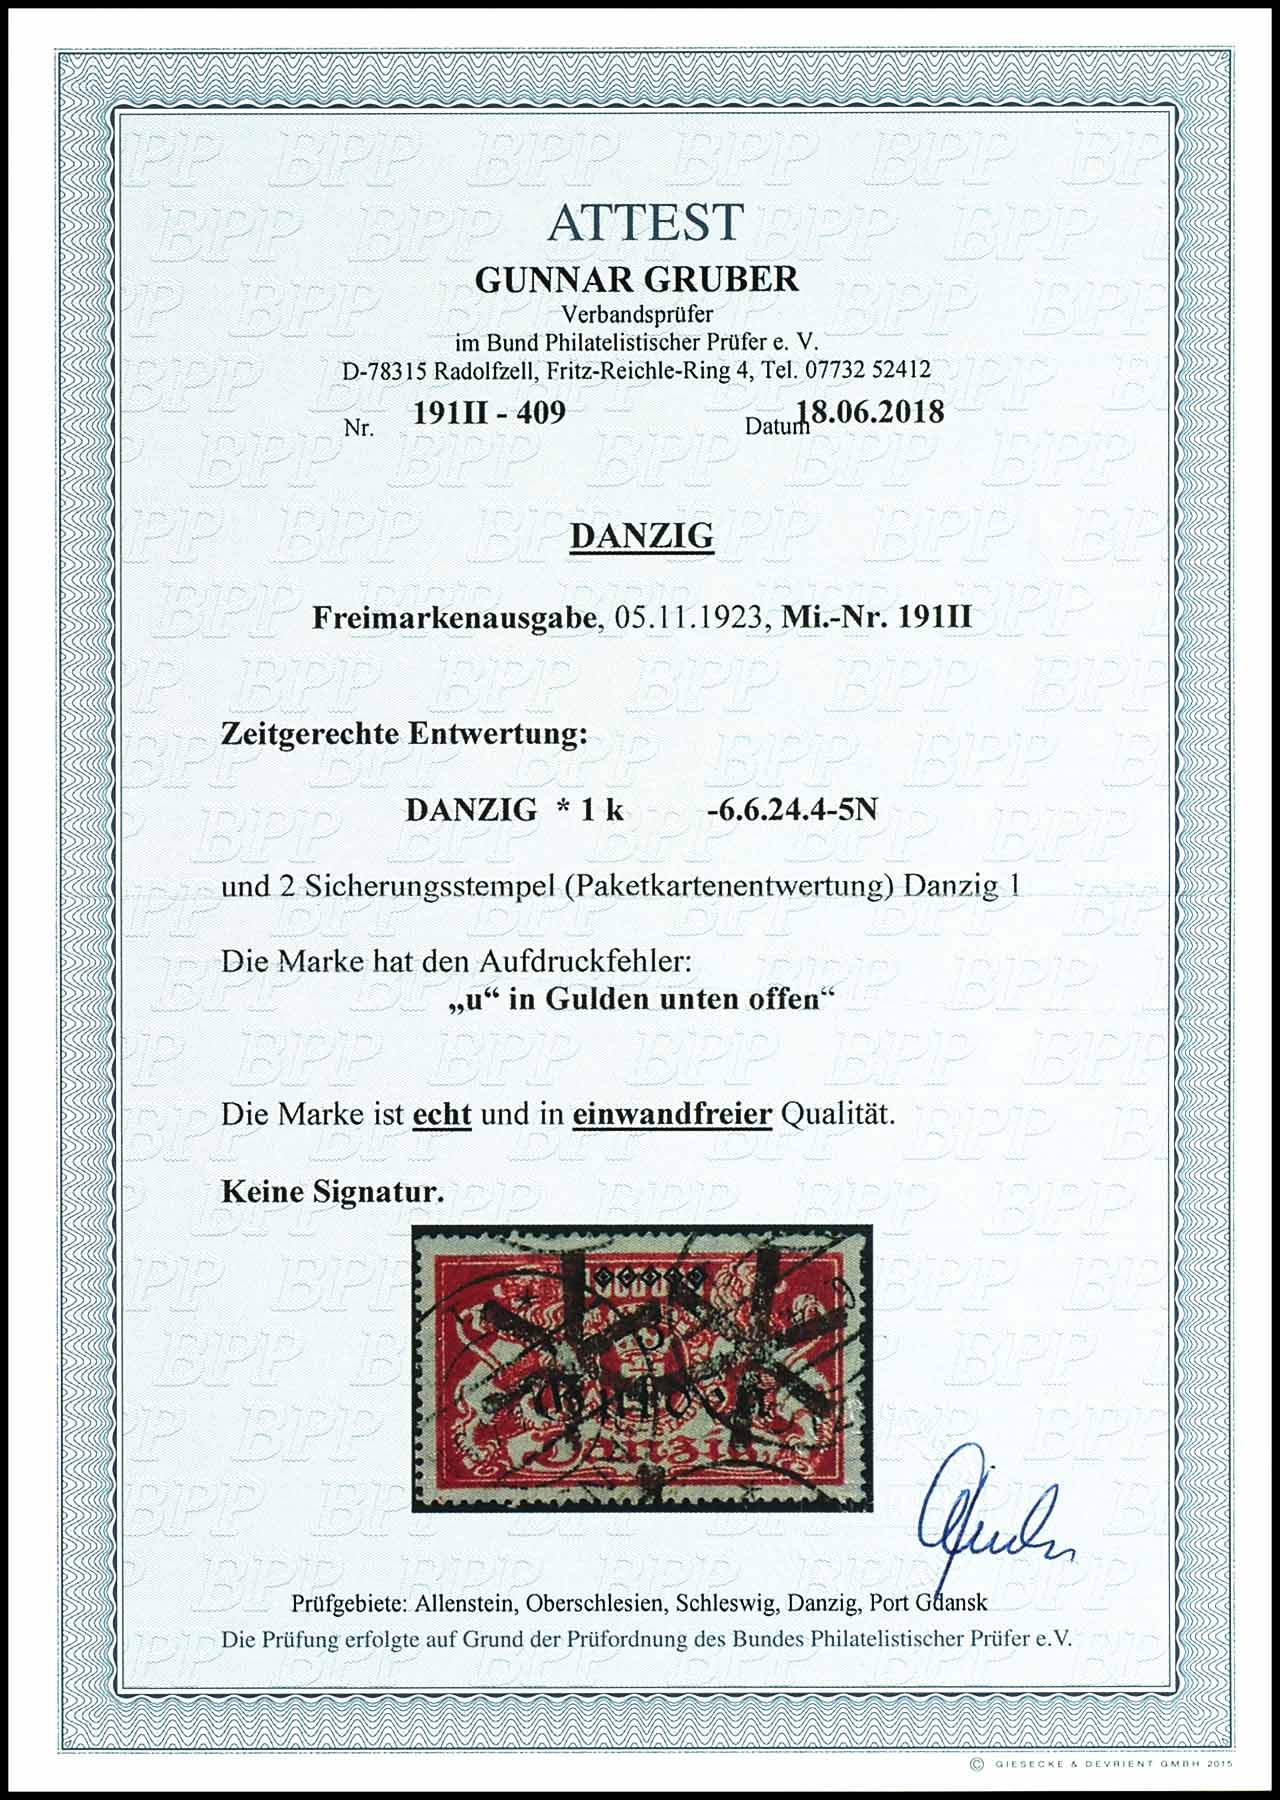 ATTEST
GUNNAR GRUBER
Verbandsprüfer
im Bund Philatelistischer Prüfer e. V.
D-78315 Radolfzell, Fritz-Reichle-Ring 4, Tel. 07732 52412
Nr. 191II - 409 Datum 18.06.2018
DANZIG
Freimarkenausgabe, 05.11.1923, Mi.-Nr. 191II
Zeitgerechte Entwertung:
DANZIG * 1 k -6.6.24.4-5N
und 2 Sicherungsstempel (Paketkartenentwertung) Danzig 1
Die Marke hat den Aufdruckfehler:
„u“ in Gulden unten offen“
Die Marke ist echt und in einwandfreier Qualität.
Keine Signatur.
5
Gulden
Danzig
Prüfgebiete: Allenstein, Oberschlesien, Schleswig, Danzig, Port Gdansk
Die Prüfung erfolgte auf Grund der Prüfordnung des Bundes Philatelistischer Prüfer e.V.
© GIESECKE & DEVRIENT GMBH 2015